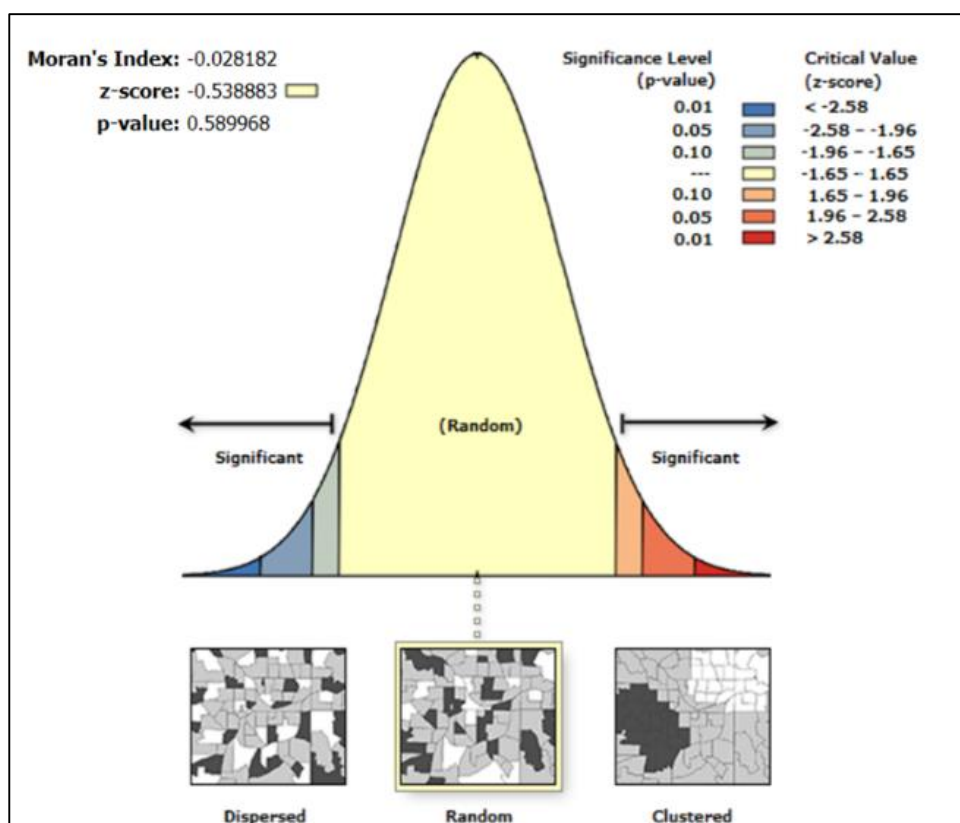 Moran's Index: -0.028182
z-score: -0.538883
p-value: 0.589968
Significance Level Critical Value
(p-value) (z-score)
0.01 < -2.58
0.05 -2.58 – -1.96
0.10 -1.96 – -1.65
--- -1.65 – 1.65
0.10 1.65 – 1.96
0.05 1.96 – 2.58
0.01 > 2.58
(Random)
Significant Significant
Dispersed Random Clustered